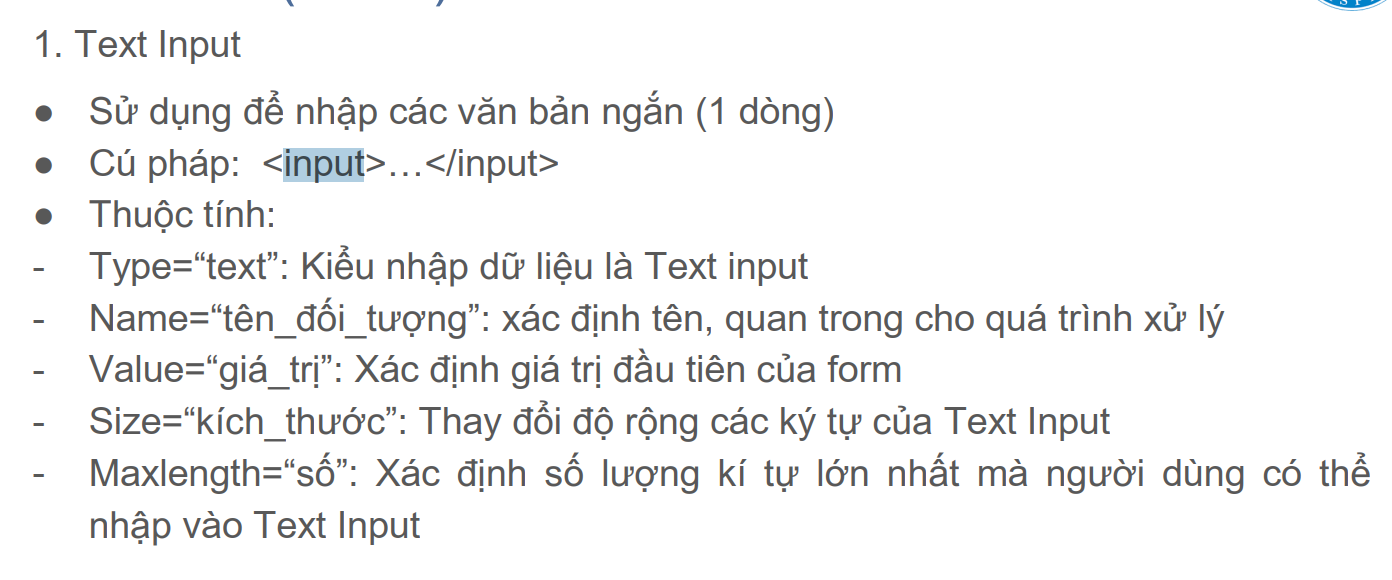 1. Text Input
● Sử dụng để nhập các văn bản ngắn (1 dòng)
● Cú pháp: <input>…</input>
● Thuộc tính:
- Type=“text”: Kiểu nhập dữ liệu là Text input
- Name=“tên_đối_tượng”: xác định tên, quan trong cho quá trình xử lý
- Value=“giá_trị”: Xác định giá trị đầu tiên của form
- Size=“kích_thước”: Thay đổi độ rộng các ký tự của Text Input
- Maxlength=“số”: Xác định số lượng kí tự lớn nhất mà người dùng có thể
nhập vào Text Input